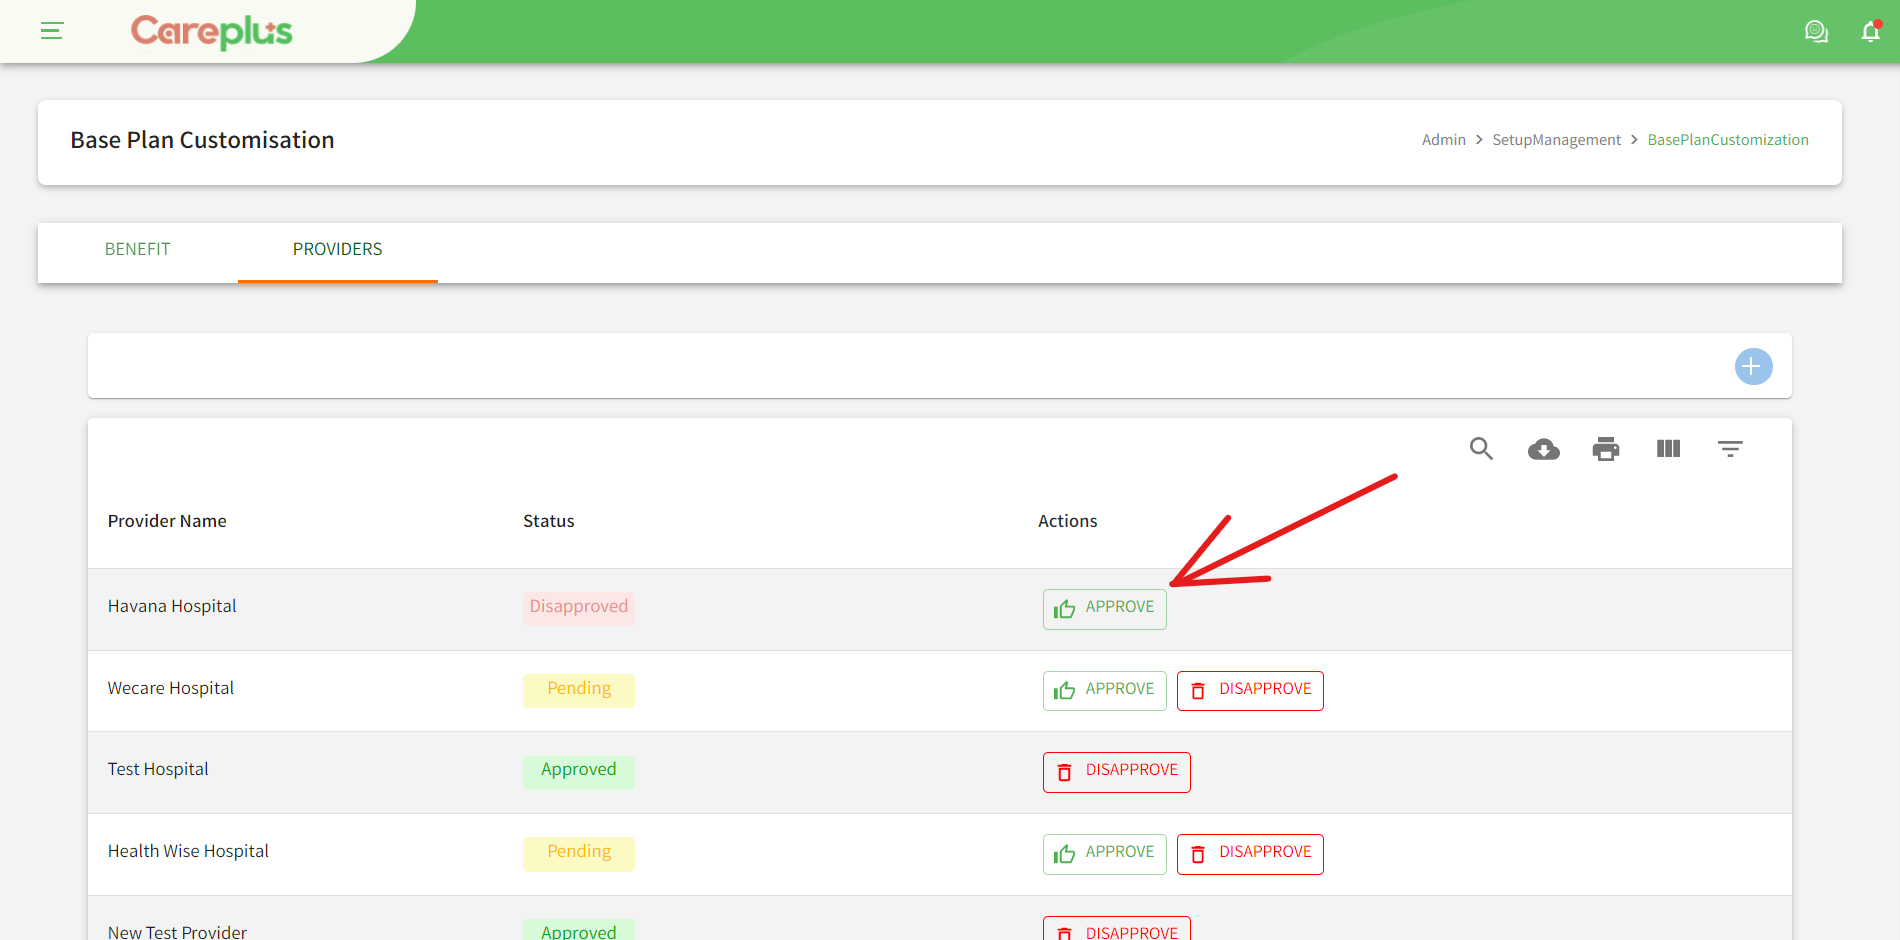 Careplus
Base Plan Customisation
Admin > SetupManagement > BasePlanCustomization
BENEFIT PROVIDERS
Provider Name Status Actions
Havana Hospital Disapproved APPROVE
Wecare Hospital Pending APPROVE DISAPPROVE
Test Hospital Approved DISAPPROVE
Health Wise Hospital Pending APPROVE DISAPPROVE
New Test Provider Approved DISAPPROVE